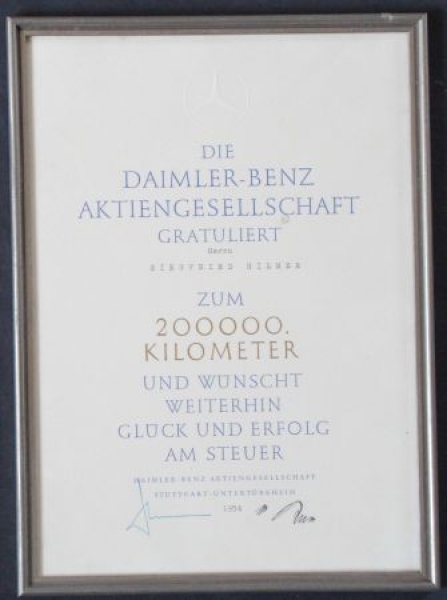 DIE
DAIMLER-BENZ
AKTIENGESELLSCHAFT
GRATULIERT
Herrn
SIEGFRIED
ZUM
200000.
KILOMETER
UND WÜNSCHT
WEITERHIN
GLÜCK UND ERFOLG
AM STEUER
DAIMLER-BENZ AKTIENGESELLSCHAFT
STUTTGART-UNTERTÜRKHEIM
1954